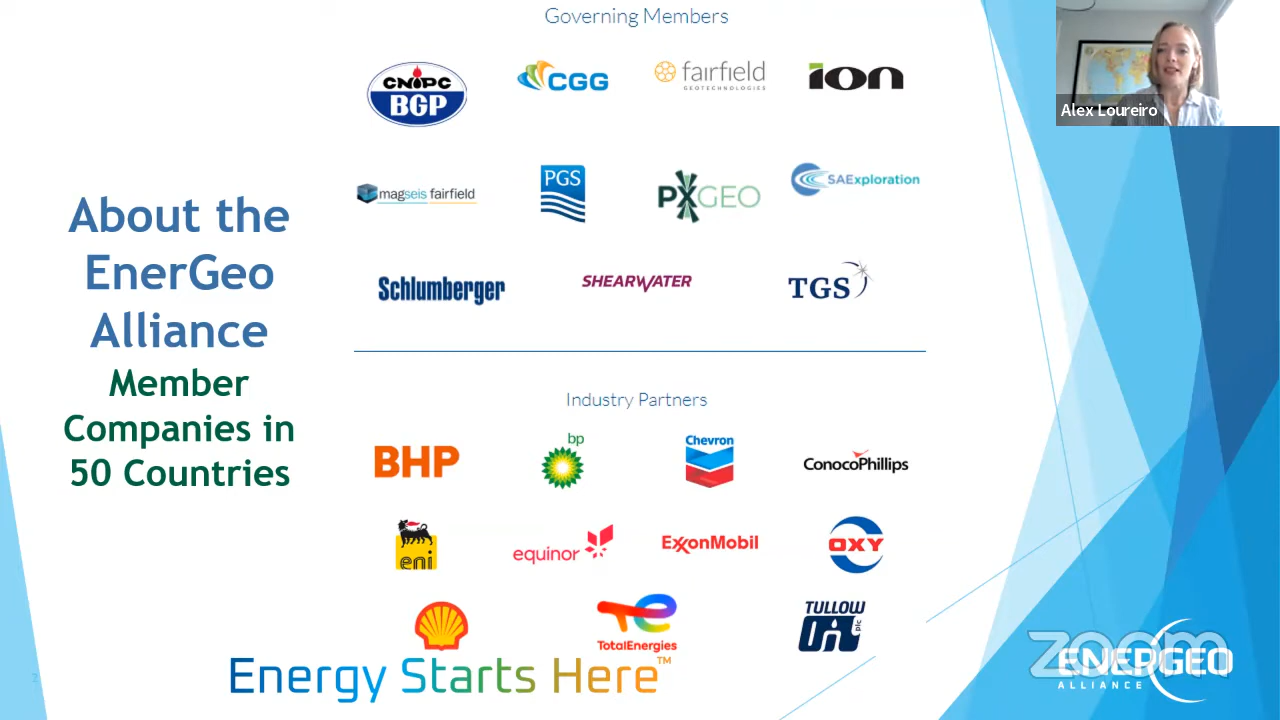 Governing Members
CNPC
BGP
CGG
fairfield
GEOTECHNOLOGIES
ion
magseis fairfield
PGS
PXGEO
SAExploration
Schlumberger
SHEARWATER
TGS
About the
EnerGeo
Alliance
Member
Companies in
50 Countries
Industry Partners
BHP
bp
Chevron
ConocoPhillips
eni
equinor
ExxonMobil
OXY
TotalEnergies
TULLOW
OIL
plc
Energy Starts Here™
2
Alex Loureiro
zoom
ENERGEO
ALLIANCE